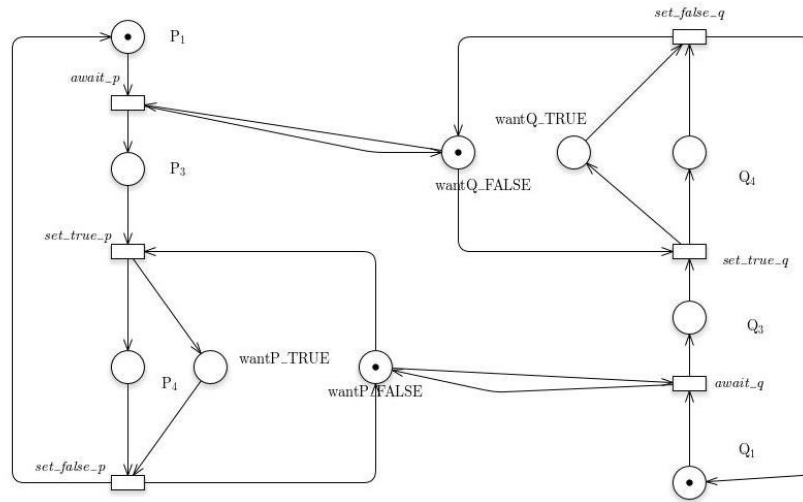 set_false_q
P1
await_p
wantQ_TRUE
P3
wantQ_FALSE
Q4
set_true_p
set_true_q
Q3
wantP_TRUE
P4
wantP_FALSE
await_q
Q1
set_false_p